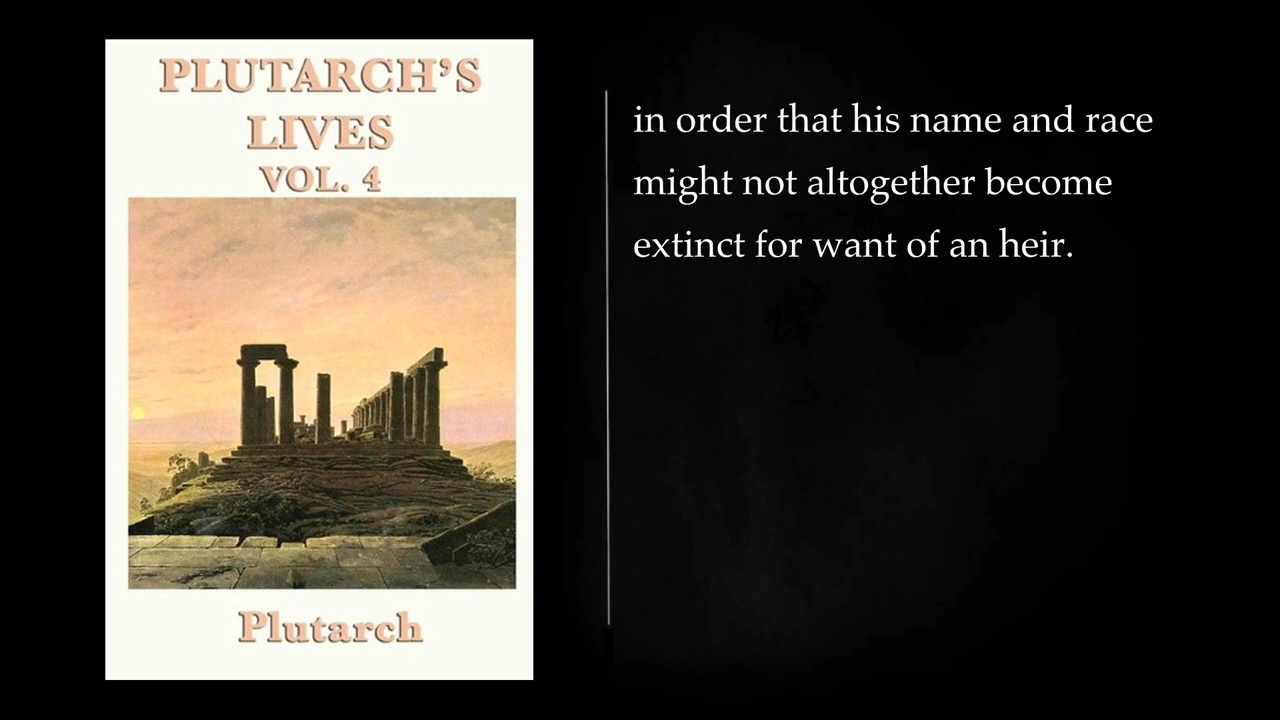 PLUTARCH'S
LIVES
VOL. 4
Plutarch
in order that his name and race
might not altogether become
extinct for want of an heir.